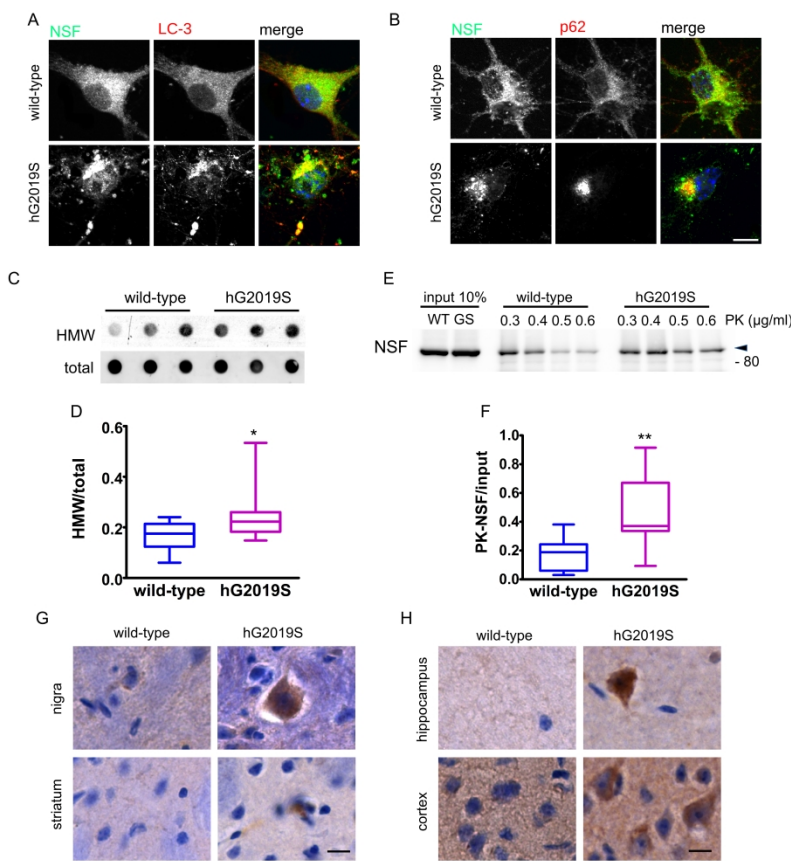 A
NSF LC-3 merge
wild-type
hG2019S
B
NSF p62 merge
wild-type
hG2019S
C
wild-type hG2019S
HMW
total
D
HMW/total
0.6
0.4
0.2
0.0
*
wild-type hG2019S
E
input 10% wild-type hG2019S
WT GS 0.3 0.4 0.5 0.6 0.3 0.4 0.5 0.6 PK (µg/ml)
NSF
- 80
F
PK-NSF/input
1.0
0.8
0.6
0.4
0.2
0.0
**
wild-type hG2019S
G
wild-type hG2019S
nigra
striatum
H
wild-type hG2019S
hippocampus
cortex